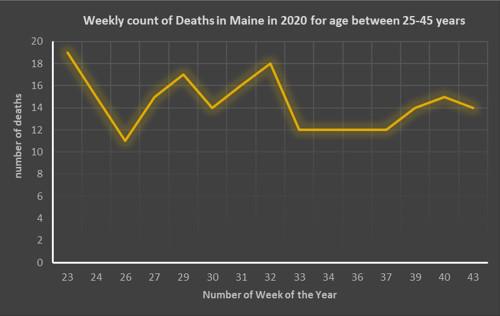 Weekly count of Deaths in Maine in 2020 for age between 25-45 years
20
18
16
14
12
10
8
6
4
2
0
number of deaths
23 24 26 27 29 30 31 32 33 34 36 37 39 40 43
Number of Week of the Year